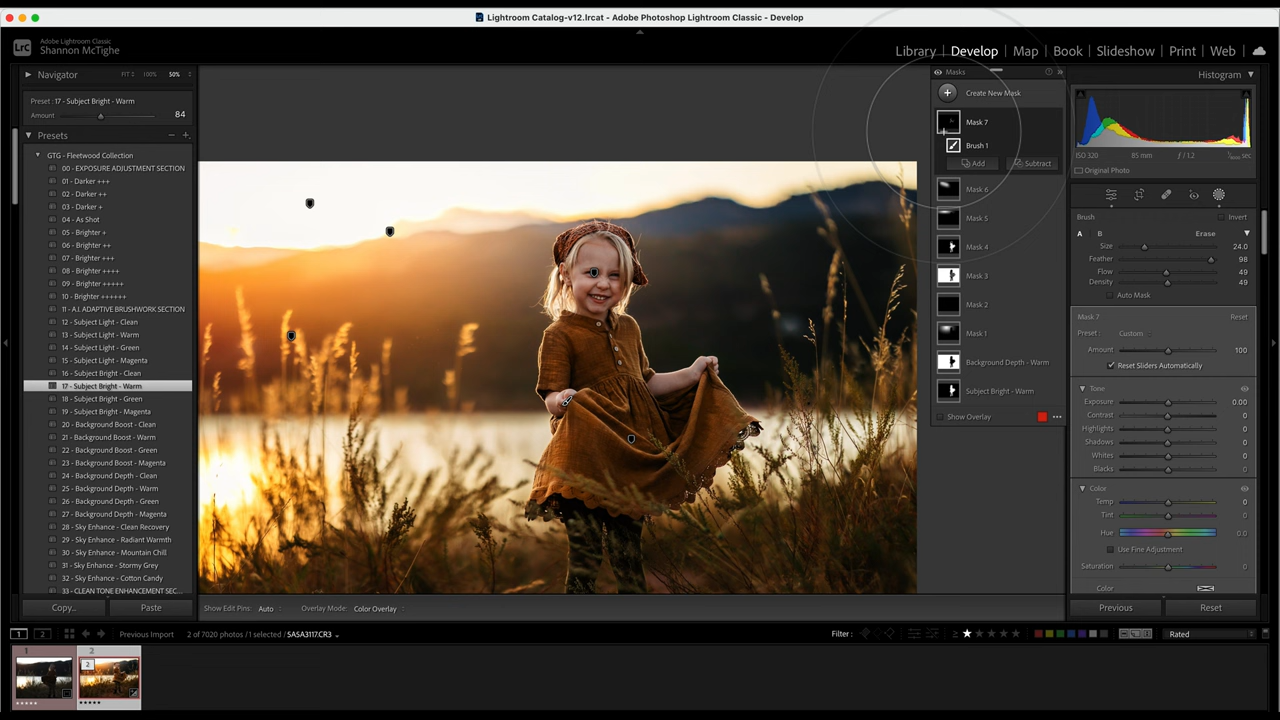 Lightroom Catalog-v12.lrcat - Adobe Photoshop Lightroom Classic - Develop
LrC
Adobe Lightroom Classic
Shannon McTighe
Library | Develop | Map | Book | Slideshow | Print | Web
Navigator
FIT
100%
50%
Preset : 17 - Subject Bright - Warm
Amount 84
Presets
GTG - Fleetwood Collection
00 - EXPOSURE ADJUSTMENT SECTION
01 - Darker +++
02 - Darker ++
03 - Darker +
04 - As Shot
05 - Brighter +
06 - Brighter ++
07 - Brighter +++
08 - Brighter ++++
09 - Brighter +++++
10 - Brighter ++++++
11 - A.I. ADAPTIVE BRUSHWORK SECTION
12 - Subject Light - Clean
13 - Subject Light - Warm
14 - Subject Light - Green
15 - Subject Light - Magenta
16 - Subject Bright - Clean
17 - Subject Bright - Warm
18 - Subject Bright - Green
19 - Subject Bright - Magenta
20 - Background Boost - Clean
21 - Background Boost - Warm
22 - Background Boost - Green
23 - Background Boost - Magenta
24 - Background Depth - Clean
25 - Background Depth - Warm
26 - Background Depth - Green
27 - Background Depth - Magenta
28 - Sky Enhance - Clean Recovery
29 - Sky Enhance - Radiant Warmth
30 - Sky Enhance - Mountain Chill
31 - Sky Enhance - Stormy Grey
32 - Sky Enhance - Cotton Candy
33 - CLEAN TONE ENHANCEMENT SEC...
Copy...
Paste
Masks
Create New Mask
Mask 7
Brush 1
Add
Subtract
Mask 6
Mask 5
Mask 4
Mask 3
Mask 2
Mask 1
Background Depth - Warm
Subject Bright - Warm
Show Overlay
Histogram
ISO 320 85 mm ƒ / 1.2
Original Photo
Brush
Invert
A B Erase
Size 24.0
Feather 98
Flow 49
Density 49
Auto Mask
Mask 7
Reset
Preset: Custom
Amount 100
Reset Sliders Automatically
Tone
Exposure 0.00
Contrast 0
Highlights 0
Shadows 0
Whites 0
Blacks 0
Color
Temp 0
Tint 0
Hue 0.0
Use Fine Adjustment
Saturation 0
Color
Previous
Reset
Show Edit Pins: Auto
Overlay Mode: Color Overlay
1
2
Previous Import
2 of 7020 photos / 1 selected / SASA3117.CR3
Filter :
Rated
1
2
2